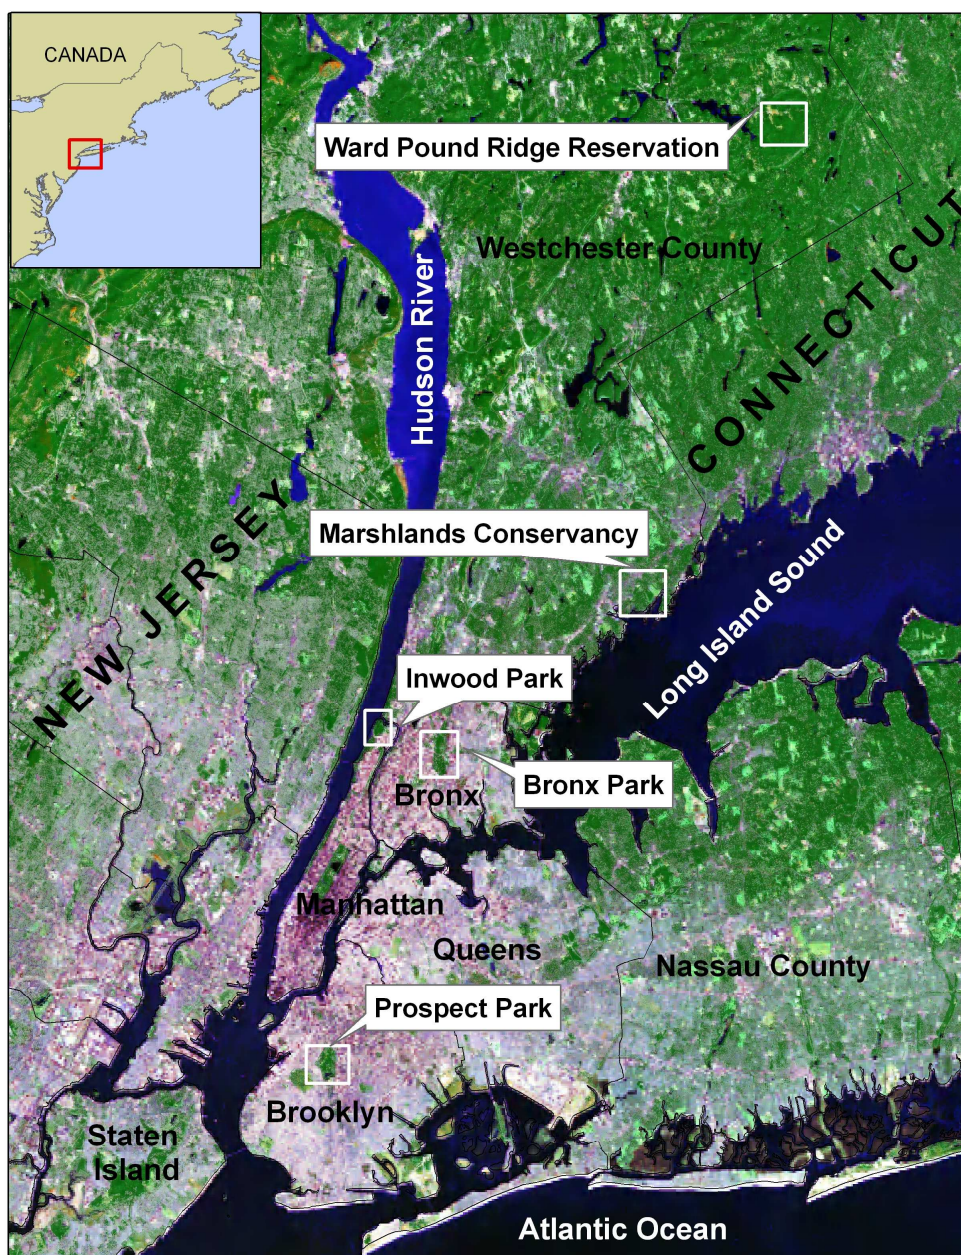 CANADA
Ward Pound Ridge Reservation
Westchester County
Hudson River
CONNECTICUT
NEW JERSEY
Marshlands Conservancy
Long Island Sound
Inwood Park
Bronx Park
Bronx
Manhattan
Queens
Nassau County
Prospect Park
Brooklyn
Staten
Island
Atlantic Ocean